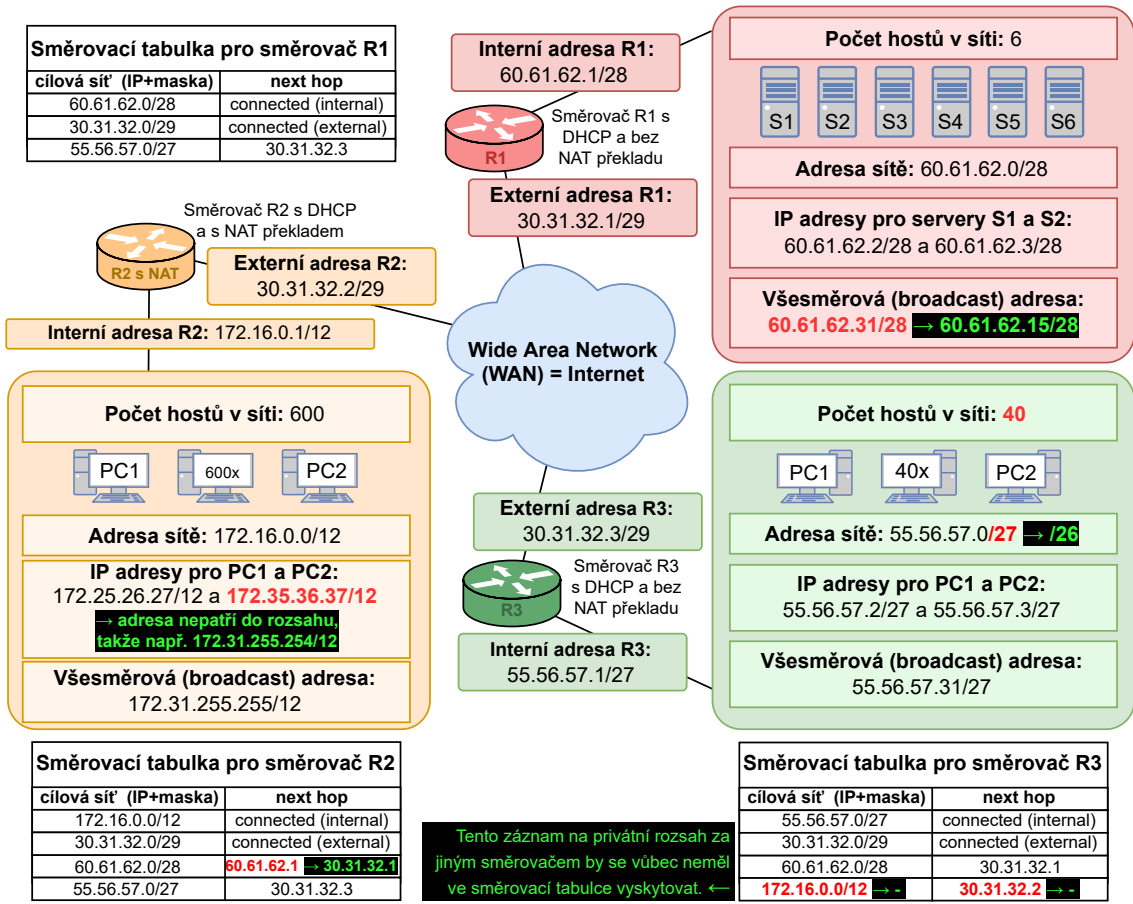 Směrovací tabulka pro směrovač R1
cílová síť (IP+maska) next hop
60.61.62.0/28 connected (internal)
30.31.32.0/29 connected (external)
55.56.57.0/27 30.31.32.3
Interní adresa R1:
60.61.62.1/28
Směrovač R1 s
DHCP a bez
NAT překladu
R1
Externí adresa R1:
30.31.32.1/29
Počet hostů v síti: 6
S1 S2 S3 S4 S5 S6
Adresa sítě: 60.61.62.0/28
IP adresy pro servery S1 a S2:
60.61.62.2/28 a 60.61.62.3/28
Všesměrová (broadcast) adresa:
60.61.62.31/28 → 60.61.62.15/28
Směrovač R2 s DHCP
a s NAT překladem
R2 s NAT
Externí adresa R2:
30.31.32.2/29
Interní adresa R2: 172.16.0.1/12
Wide Area Network
(WAN) = Internet
Počet hostů v síti: 600
PC1 600x PC2
Adresa sítě: 172.16.0.0/12
IP adresy pro PC1 a PC2:
172.25.26.27/12 a 172.35.36.37/12
→ adresa nepatří do rozsahu,
takže např. 172.31.255.254/12
Všesměrová (broadcast) adresa:
172.31.255.255/12
Externí adresa R3:
30.31.32.3/29
Směrovač R3
s DHCP a bez
NAT překladu
R3
Interní adresa R3:
55.56.57.1/27
Počet hostů v síti: 40
PC1 40x PC2
Adresa sítě: 55.56.57.0/27 → /26
IP adresy pro PC1 a PC2:
55.56.57.2/27 a 55.56.57.3/27
Všesměrová (broadcast) adresa:
55.56.57.31/27
Směrovací tabulka pro směrovač R2
cílová síť (IP+maska) next hop
172.16.0.0/12 connected (internal)
30.31.32.0/29 connected (external)
60.61.62.0/28 60.61.62.1 → 30.31.32.1
55.56.57.0/27 30.31.32.3
Tento záznam na privátní rozsah za
jiným směrovačem by se vůbec neměl
ve směrovací tabulce vyskytovat. ←
Směrovací tabulka pro směrovač R3
cílová síť (IP+maska) next hop
55.56.57.0/27 connected (internal)
30.31.32.0/29 connected (external)
60.61.62.0/28 30.31.32.1
172.16.0.0/12 → - 30.31.32.2 → -